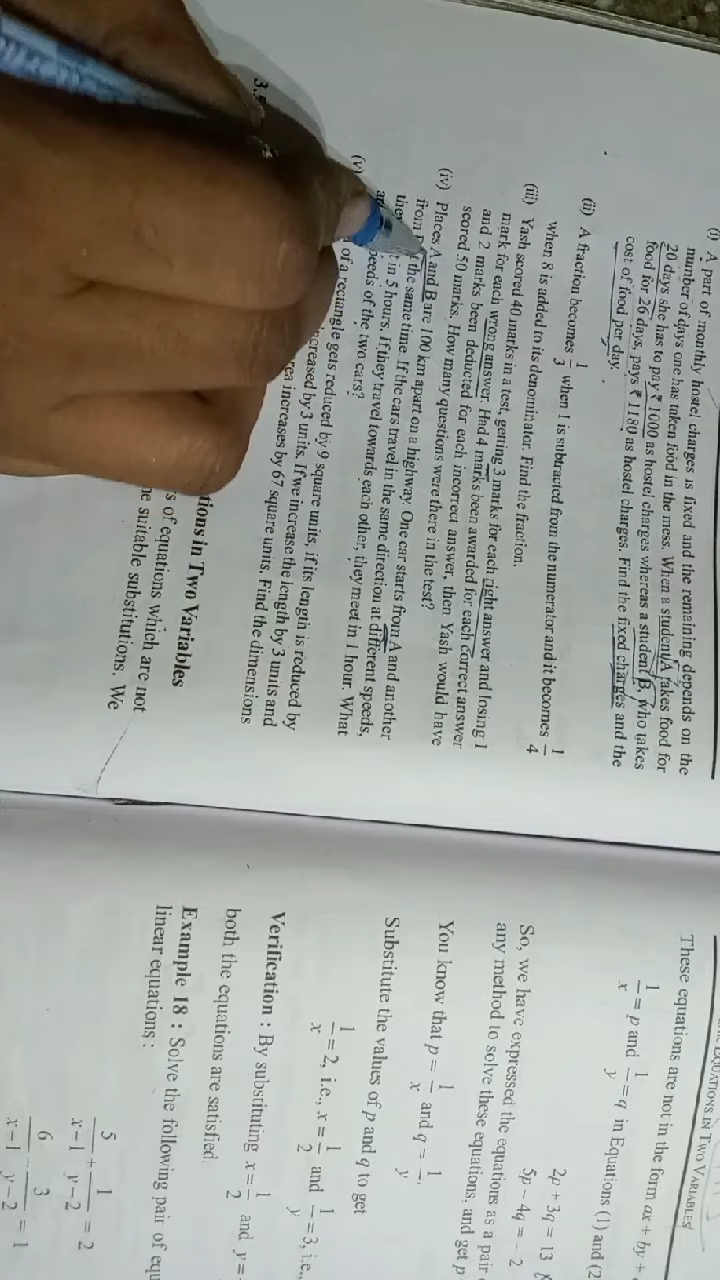 (i) A part of monthly hostel charges is fixed and the remaining depends on the
number of days one has taken food in the mess. When a student A takes food for
20 days she has to pay ₹ 1000 as hostel charges whereas a student B, who takes
food for 26 days, pays ₹ 1180 as hostel charges. Find the fixed charges and the
cost of food per day.
(ii) A fraction becomes 1/3 when 1 is subtracted from the numerator and it becomes 1/4
when 8 is added to its denominator. Find the fraction.
(iii) Yash scored 40 marks in a test, getting 3 marks for each right answer and losing 1
mark for each wrong answer. Had 4 marks been awarded for each correct answer
and 2 marks been deducted for each incorrect answer, then Yash would have
scored 50 marks. How many questions were there in the test?
(iv) Places A and B are 100 km apart on a highway. One car starts from A and another
from the same time. If the cars travel in the same direction at different speeds,
t in 5 hours. If they travel towards each other, they meet in 1 hour. What
peeds of the two cars?
(v) of a rectangle gets reduced by 9 square units, if its length is reduced by
creased by 3 units. If we increase the length by 3 units and
rea increases by 67 square units. Find the dimensions
3.
tions in Two Variables
s of equations which are not
ne suitable substitutions. We
EQUATIONS IN TWO VARIABLES
These equations are not in the form ax + by +
1/x = p and 1/y = q in Equations (1) and (2
2p + 3q = 13
5p – 4q = – 2
So, we have expressed the equations as a pair
any method to solve these equations, and get p
You know that p = 1/x and q = 1/y.
Substitute the values of p and q to get
1/x = 2, i.e., x = 1/2 and 1/y = 3, i.e.,
Verification : By substituting x = 1/2 and y =
both the equations are satisfied.
Example 18 : Solve the following pair of equ
linear equations :
5/x–1 + 1/y–2 = 2
6/x–1 – 3/y–2 = 1